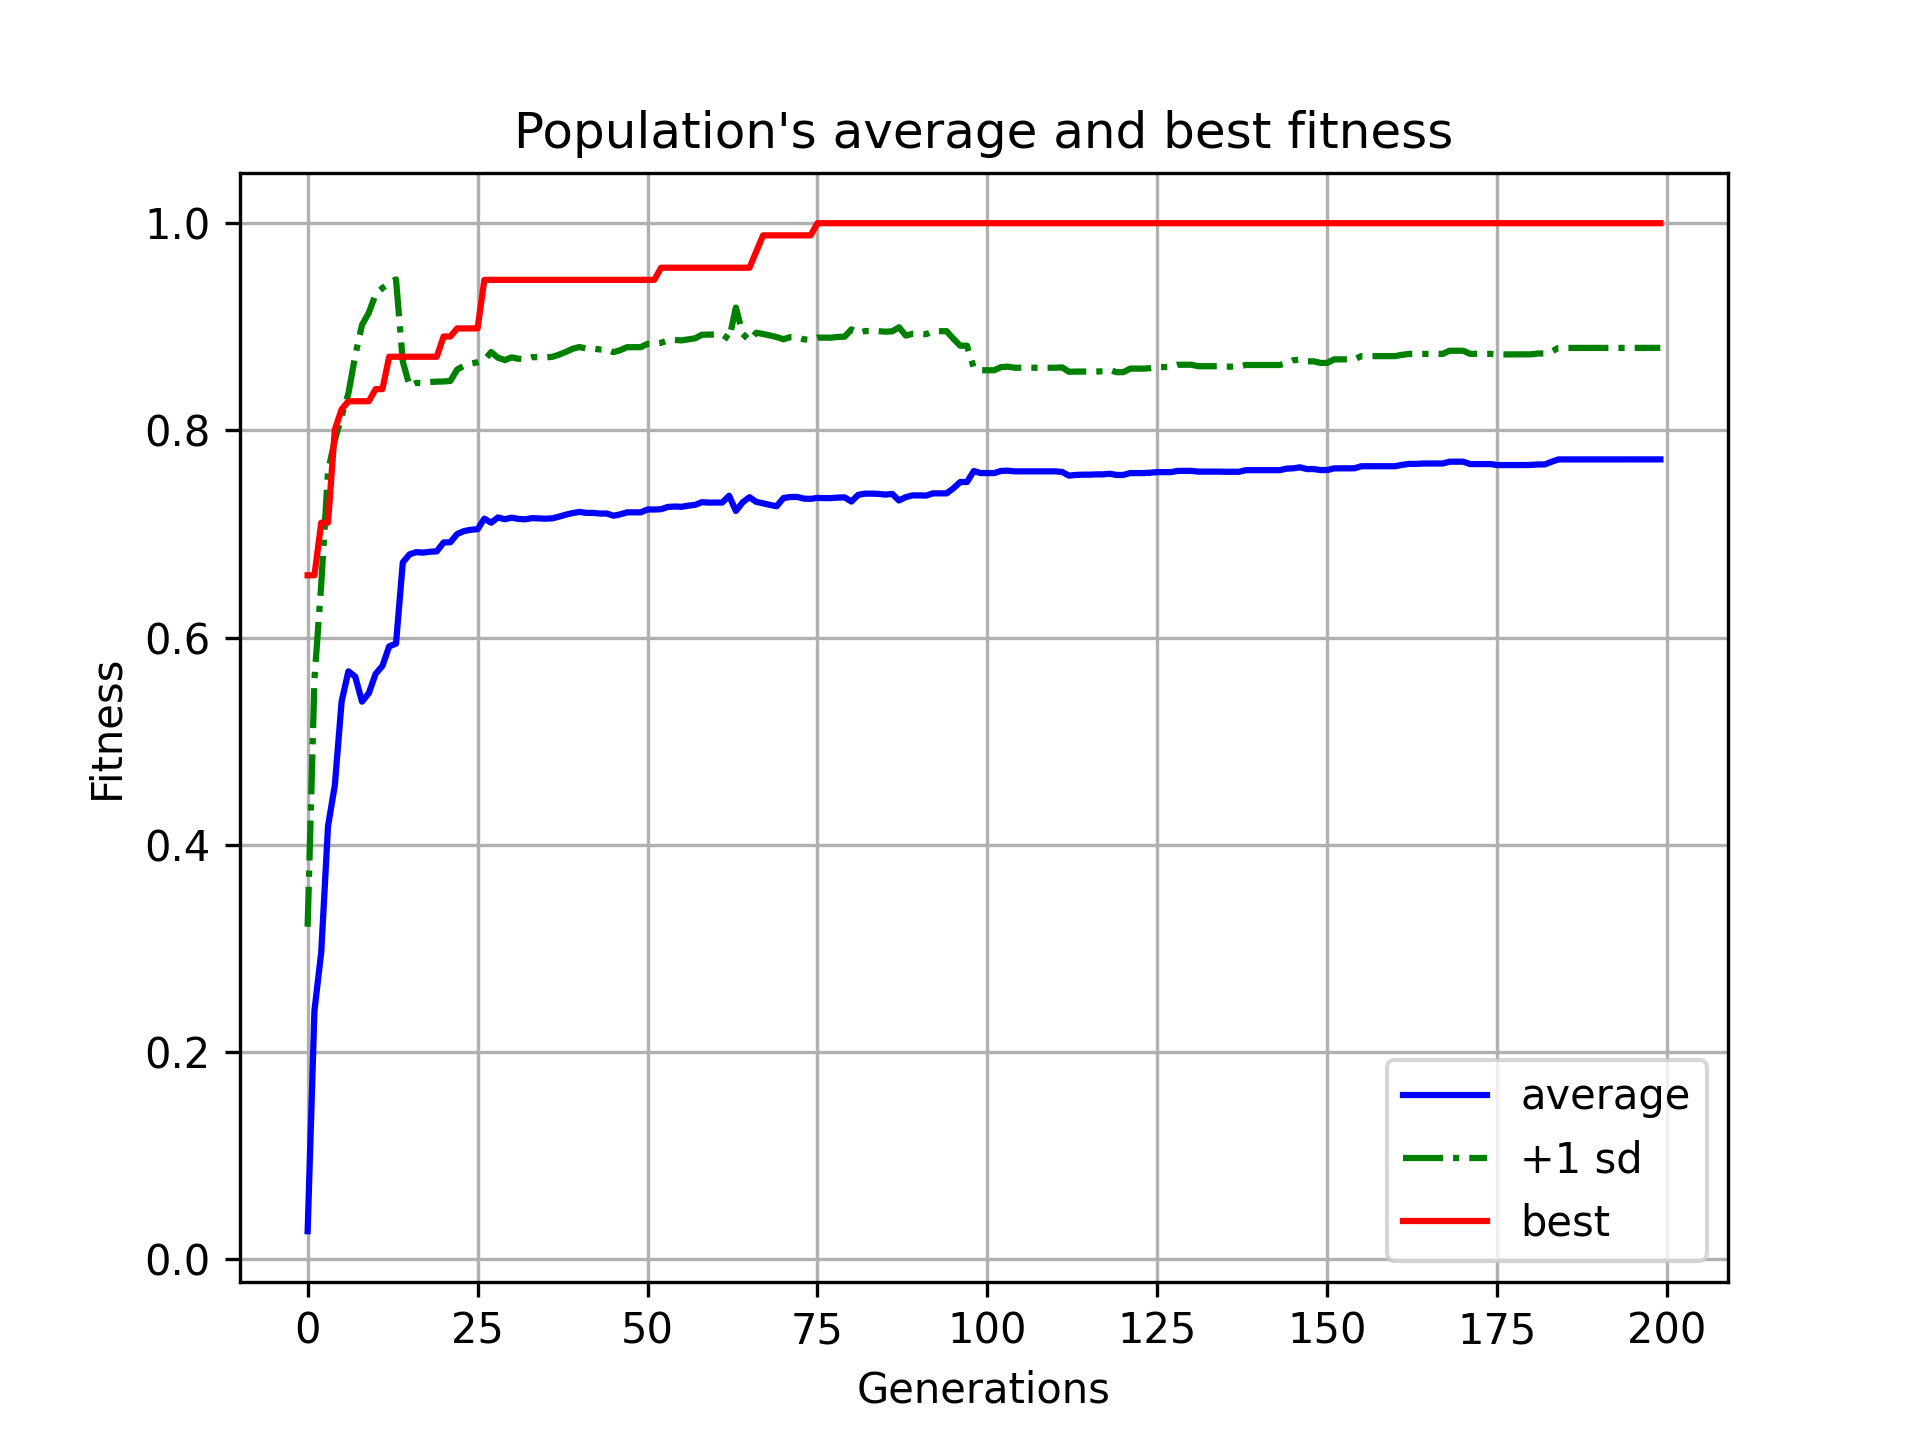 Population's average and best fitness
1.0
0.8
0.6
0.4
0.2
0.0
Fitness
0 25 50 75 100 125 150 175 200
Generations
average
+1 sd
best